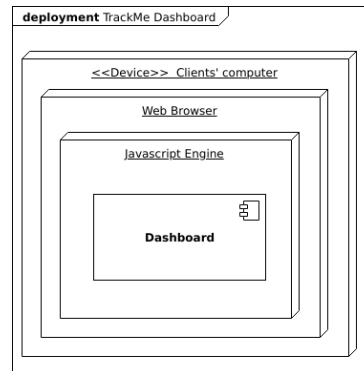 deployment TrackMe Dashboard
<<Device>> Clients' computer
Web Browser
Javascript Engine
Dashboard